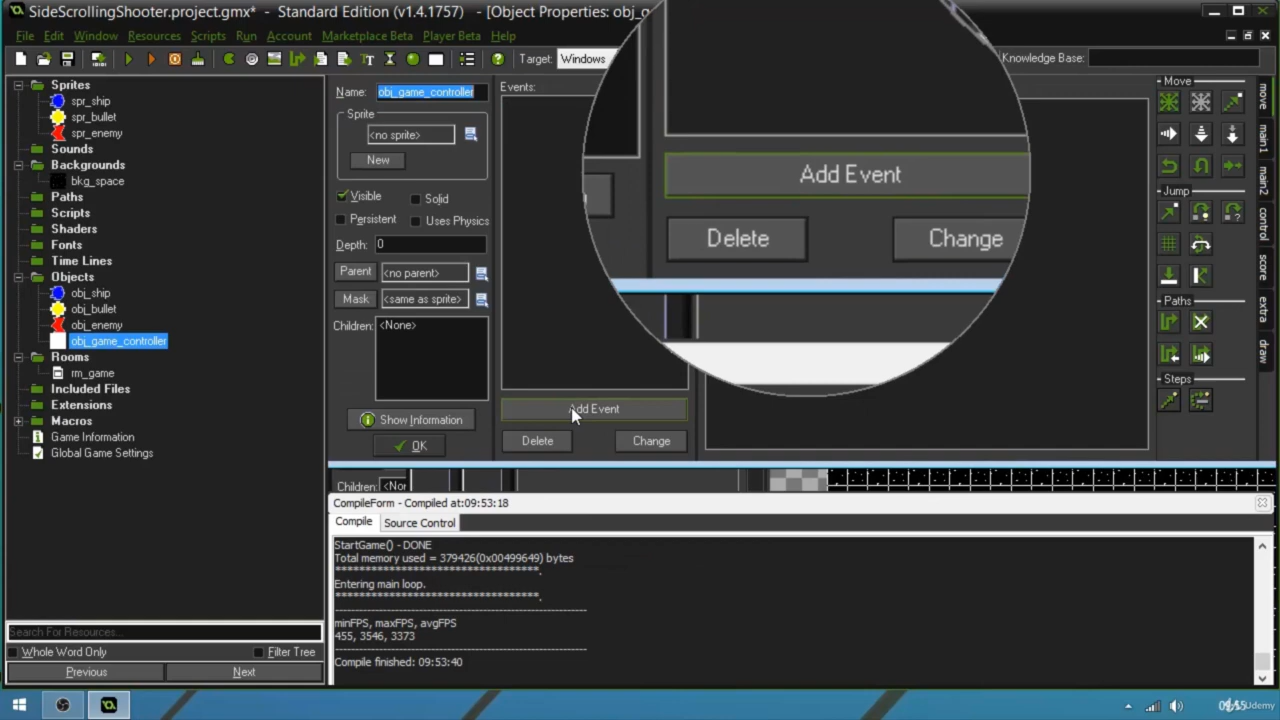 SideScrollingShooter.project.gmx* - Standard Edition (v1.4.1757) - [Object Properties: obj_g
File Edit Window Resources Scripts Run Account Marketplace Beta Player Beta Help
Target: Windows
Knowledge Base:
Sprites
spr_ship
spr_bullet
spr_enemy
Sounds
Backgrounds
bkg_space
Paths
Scripts
Shaders
Fonts
Time Lines
Objects
obj_ship
obj_bullet
obj_enemy
obj_game_controller
Rooms
rm_game
Included Files
Extensions
Macros
Game Information
Global Game Settings
Search For Resources...
Whole Word Only Filter Tree
Previous Next
Name: obj_game_controller
Sprite
<no sprite>
New
Visible Solid
Persistent Uses Physics
Depth: 0
Parent <no parent>
Mask <same as sprite>
Children: <None>
Show Information
OK
Events:
Add Event
Delete Change
Add Event
Delete Change
Move
Jump
Paths
Steps
move
main1
main2
control
score
extra
draw
Children: <Nor
CompileForm - Compiled at:09:53:18
Compile Source Control
StartGame() - DONE
Total memory used = 379426(0x00499649) bytes
**********************************.
Entering main loop.
**********************************.
minFPS, maxFPS, avgFPS
455, 3546, 3373
Compile finished: 09:53:40
Udemy